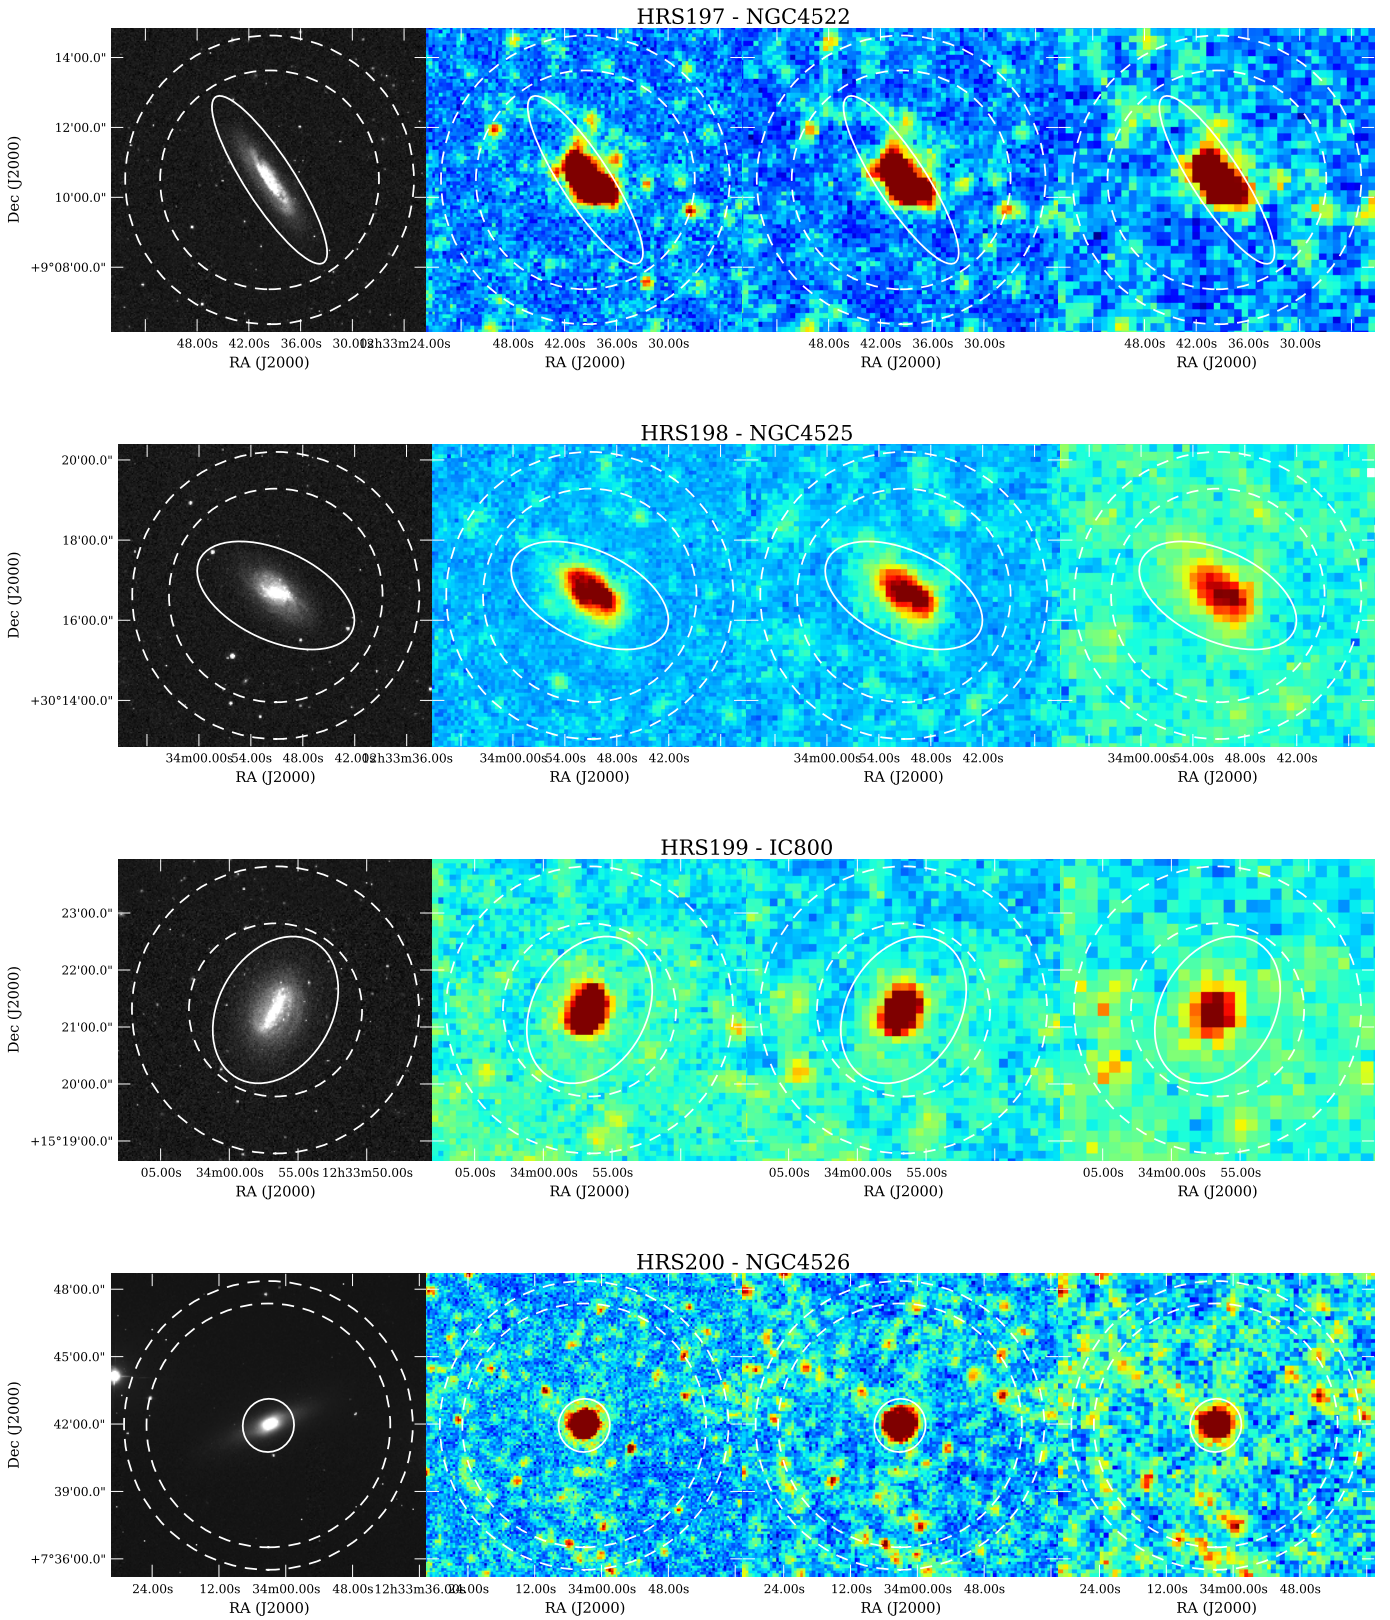 HRS197 - NGC4522
14'00.0"
12'00.0"
10'00.0"
+9°08'00.0"
Dec (J2000)
48.00s 42.00s 36.00s 30.00s 12h33m24.00s 48.00s 42.00s 36.00s 30.00s 48.00s 42.00s 36.00s 30.00s 48.00s 42.00s 36.00s 30.00s
RA (J2000) RA (J2000) RA (J2000) RA (J2000)
HRS198 - NGC4525
20'00.0"
18'00.0"
16'00.0"
+30°14'00.0"
Dec (J2000)
34m00.00s 54.00s 48.00s 42.00s 12h33m36.00s 34m00.00s 54.00s 48.00s 42.00s 34m00.00s 54.00s 48.00s 42.00s 34m00.00s 54.00s 48.00s 42.00s
RA (J2000) RA (J2000) RA (J2000) RA (J2000)
HRS199 - IC800
23'00.0"
22'00.0"
21'00.0"
20'00.0"
+15°19'00.0"
Dec (J2000)
05.00s 34m00.00s 55.00s 12h33m50.00s 05.00s 34m00.00s 55.00s 05.00s 34m00.00s 55.00s 05.00s 34m00.00s 55.00s
RA (J2000) RA (J2000) RA (J2000) RA (J2000)
HRS200 - NGC4526
48'00.0"
45'00.0"
42'00.0"
39'00.0"
+7°36'00.0"
Dec (J2000)
24.00s 12.00s 34m00.00s 48.00s 12h33m36.00s 24.00s 12.00s 34m00.00s 48.00s 24.00s 12.00s 34m00.00s 48.00s 24.00s 12.00s 34m00.00s 48.00s
RA (J2000) RA (J2000) RA (J2000) RA (J2000)